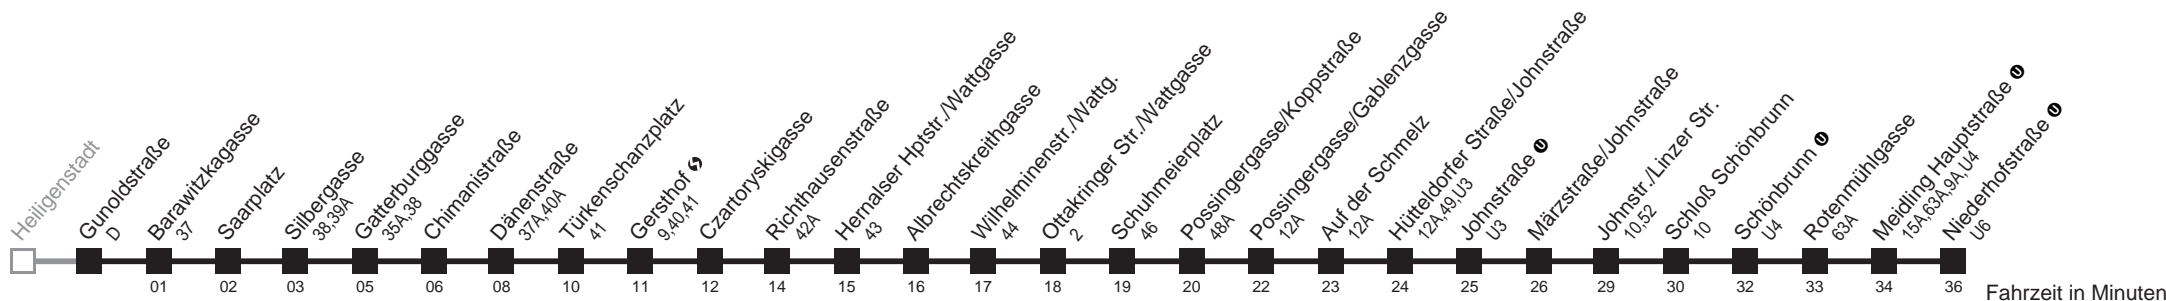 Heiligenstadt
Gunoldstraße
D
Barawitzkagasse
37
Saarplatz
Silbergasse
38,39A
Gatterburggasse
35A,38
Chimanistraße
Dänenstraße
37A,40A
Türkenschanzplatz
41
Gersthof
9,40,41
Czartoryskigasse
Richthausenstraße
42A
Hernalser Hptstr./Wattgasse
43
Albrechtskreithgasse
Wilhelminenstr./Wattg.
44
Ottakringer Str./Wattgasse
2
Schuhmeierplatz
46
Possingergasse/Koppstraße
48A
Possingergasse/Gablenzgasse
12A
Auf der Schmelz
12A
Hütteldorfer Straße/Johnstraße
12A,49,U3
Johnstraße U
U3
Märzstraße/Johnstraße
Johnstr./Linzer Str.
10,52
Schloß Schönbrunn
10
Schönbrunn U
U4
Rotenmühlgasse
63A
Meidling Hauptstraße U
15A,63A,9A,U4
Niederhofstraße U
U6
01 02 03 05 06 08 10 11 12 14 15 16 17 18 19 20 22 23 24 25 26 29 30 32 33 34 36 Fahrzeit in Minuten